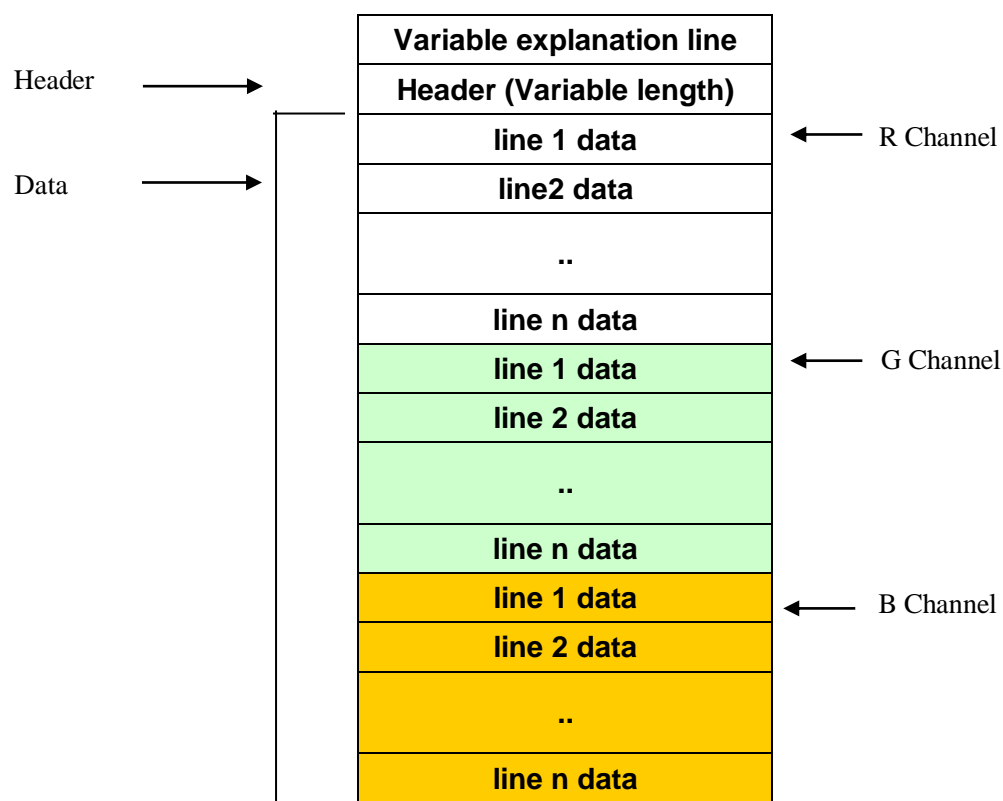 Variable explanation line
Header
Header (Variable length)
line 1 data
R Channel
Data
line2 data
..
line n data
line 1 data
G Channel
line 2 data
..
line n data
line 1 data
B Channel
line 2 data
..
line n data